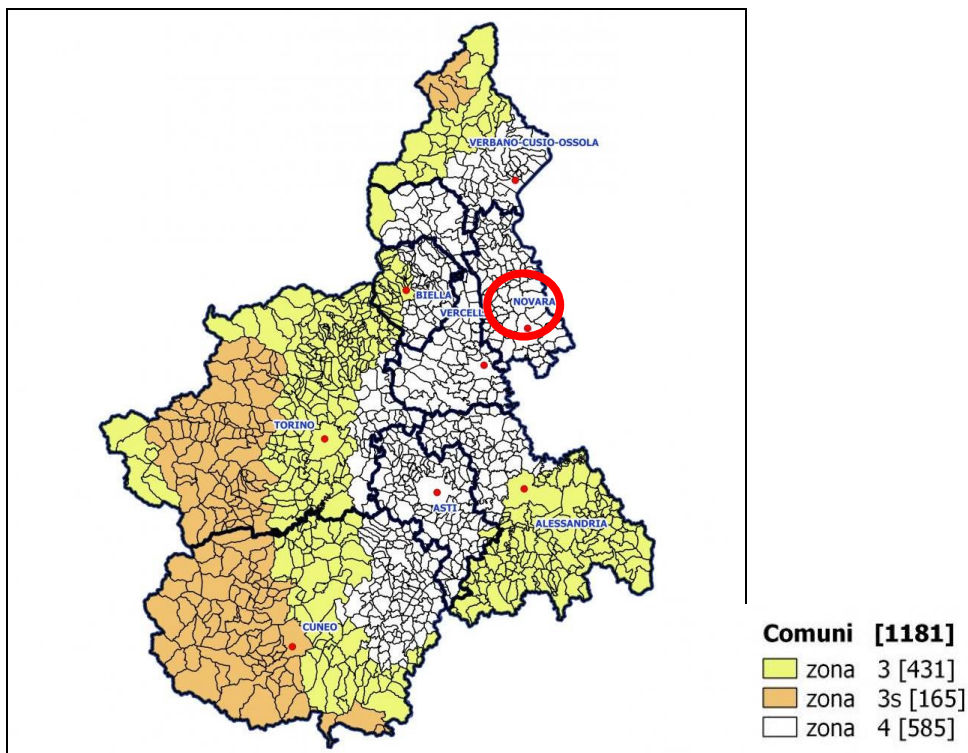 VERBANO-CUSIO-OSSOLA
BIELLA
NOVARA
VERCELL
TORINO
ASTI
ALESSANDRIA
CUNEO
Comuni [1181]
zona 3 [431]
zona 3s [165]
zona 4 [585]